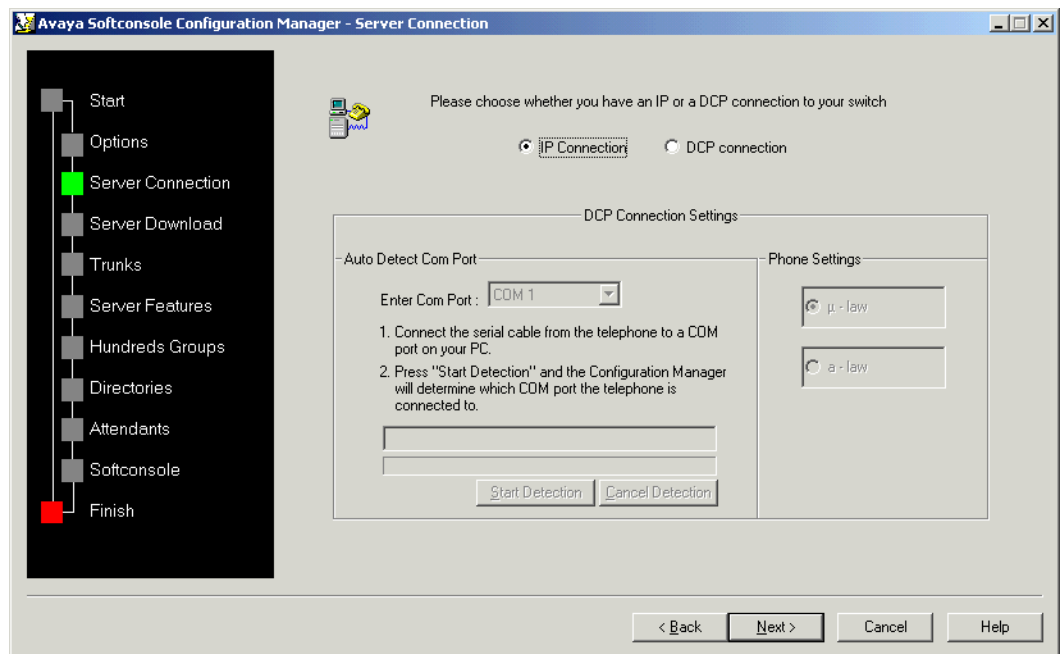 Avaya Softconsole Configuration Manager - Server Connection
Start
Options
Server Connection
Server Download
Trunks
Server Features
Hundreds Groups
Directories
Attendants
Softconsole
Finish
Please choose whether you have an IP or a DCP connection to your switch
IP Connection
DCP connection
DCP Connection Settings
Auto Detect Com Port
Enter Com Port :
COM 1
1. Connect the serial cable from the telephone to a COM
port on your PC.
2. Press "Start Detection" and the Configuration Manager
will determine which COM port the telephone is
connected to.
Start Detection
Cancel Detection
Phone Settings
µ - law
a - law
< Back
Next >
Cancel
Help